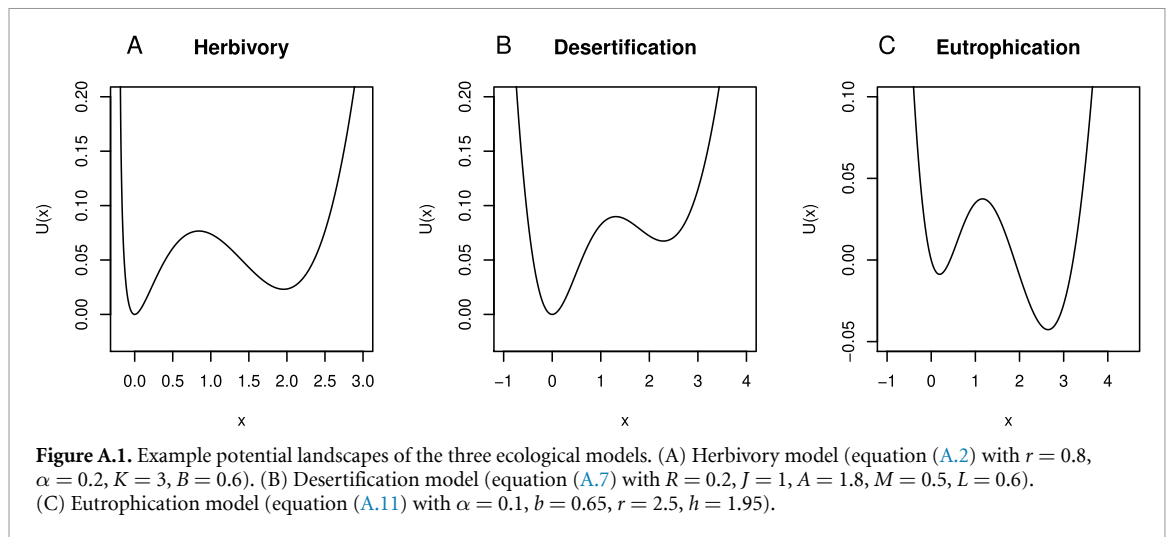 A Herbivory
B Desertification
C Eutrophication
U(x)
0.20
0.15
0.10
0.05
0.00
0.0 0.5 1.0 1.5 2.0 2.5 3.0
x
U(x)
0.20
0.15
0.10
0.05
0.00
−1 0 1 2 3 4
x
U(x)
0.10
0.05
0.00
−0.05
−1 0 1 2 3 4
x
Figure A.1. Example potential landscapes of the three ecological models. (A) Herbivory model (equation (A.2) with r = 0.8,
α = 0.2, K = 3, B = 0.6). (B) Desertification model (equation (A.7) with R = 0.2, J = 1, A = 1.8, M = 0.5, L = 0.6).
(C) Eutrophication model (equation (A.11) with α = 0.1, b = 0.65, r = 2.5, h = 1.95).